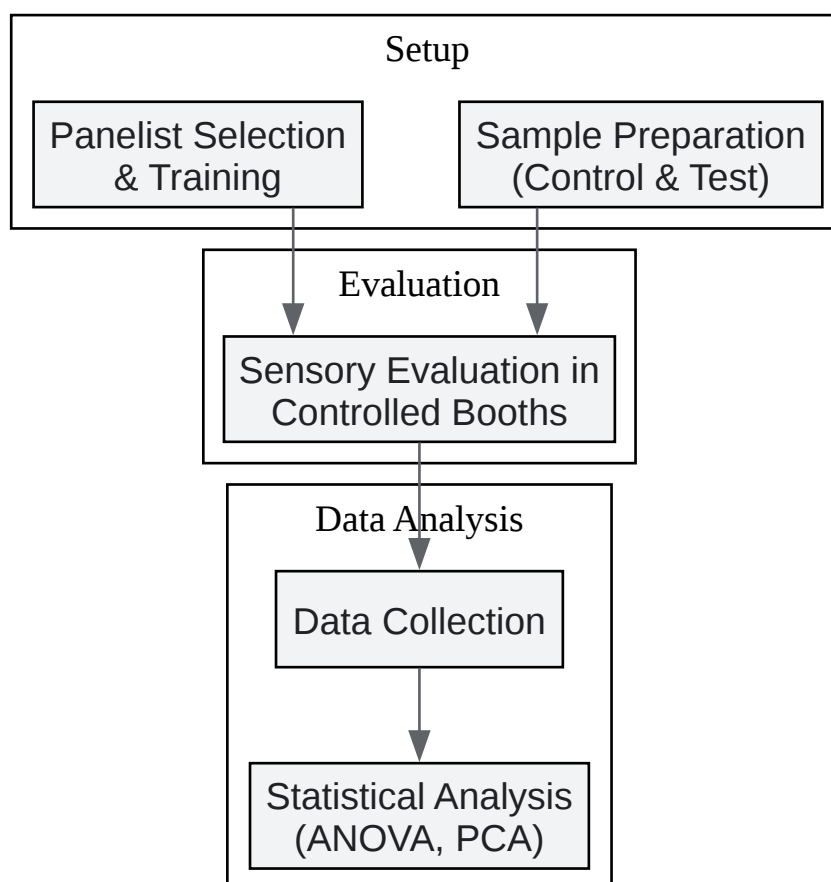 Setup
Panelist Selection
& Training
Sample Preparation
(Control & Test)
Evaluation
Sensory Evaluation in
Controlled Booths
Data Analysis
Data Collection
Statistical Analysis
(ANOVA, PCA)